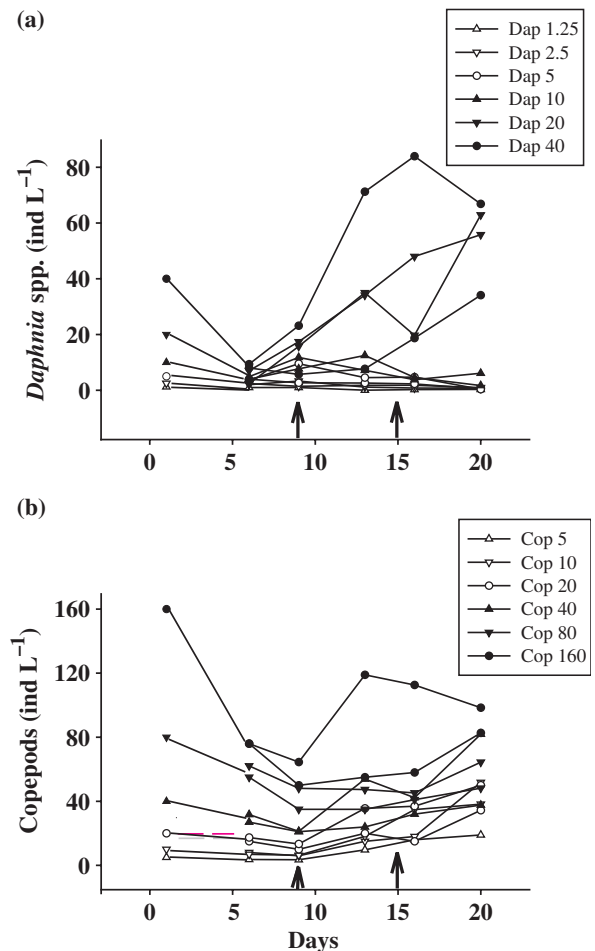 (a)
Dap 1.25
Dap 2.5
Dap 5
Dap 10
Dap 20
Dap 40
Daphnia spp. (ind L⁻¹)
80
60
40
20
0
0 5 10 15 20
(b)
Cop 5
Cop 10
Cop 20
Cop 40
Cop 80
Cop 160
Copepods (ind L⁻¹)
160
120
80
40
0
0 5 10 15 20
Days